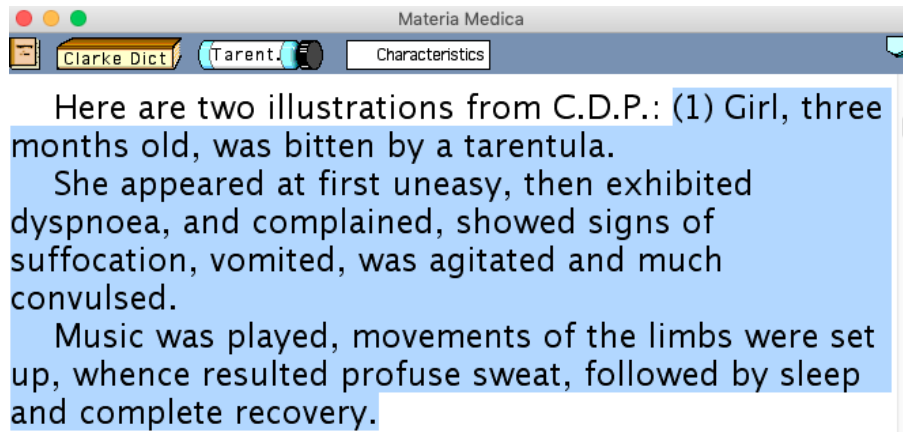 Materia Medica
Clarke Dict
Tarent.
Characteristics
Here are two illustrations from C.D.P.: (1) Girl, three
months old, was bitten by a tarentula.
She appeared at first uneasy, then exhibited
dyspnoea, and complained, showed signs of
suffocation, vomited, was agitated and much
convulsed.
Music was played, movements of the limbs were set
up, whence resulted profuse sweat, followed by sleep
and complete recovery.